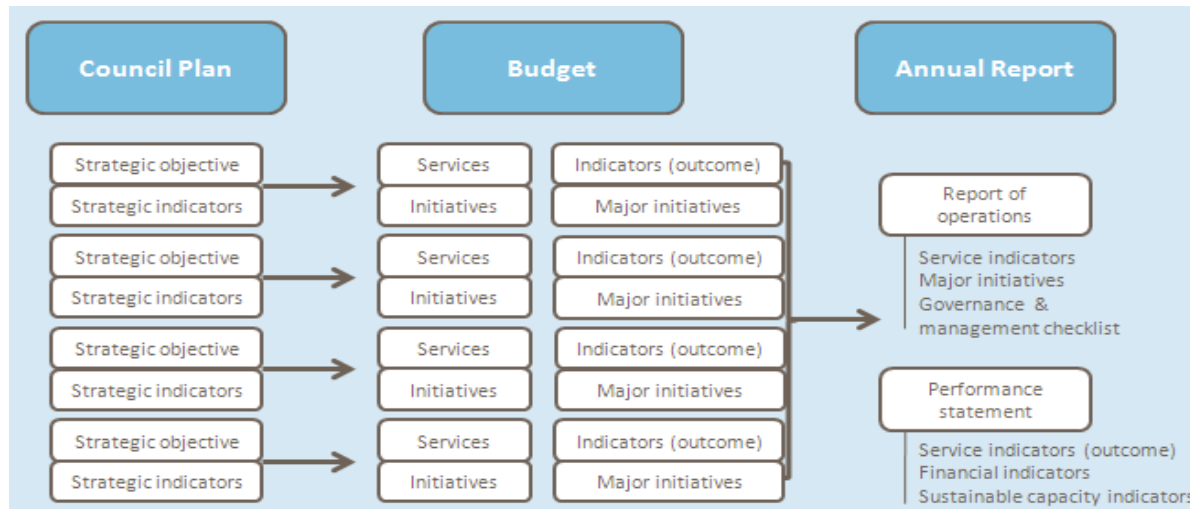 Council Plan
Budget
Annual Report
Strategic objective
Strategic indicators
Services
Initiatives
Indicators (outcome)
Major initiatives
Strategic objective
Strategic indicators
Services
Initiatives
Indicators (outcome)
Major initiatives
Strategic objective
Strategic indicators
Services
Initiatives
Indicators (outcome)
Major initiatives
Strategic objective
Strategic indicators
Services
Initiatives
Indicators (outcome)
Major initiatives
Report of
operations
Service indicators
Major initiatives
Governance &
management checklist
Performance
statement
Service indicators (outcome)
Financial indicators
Sustainable capacity indicators